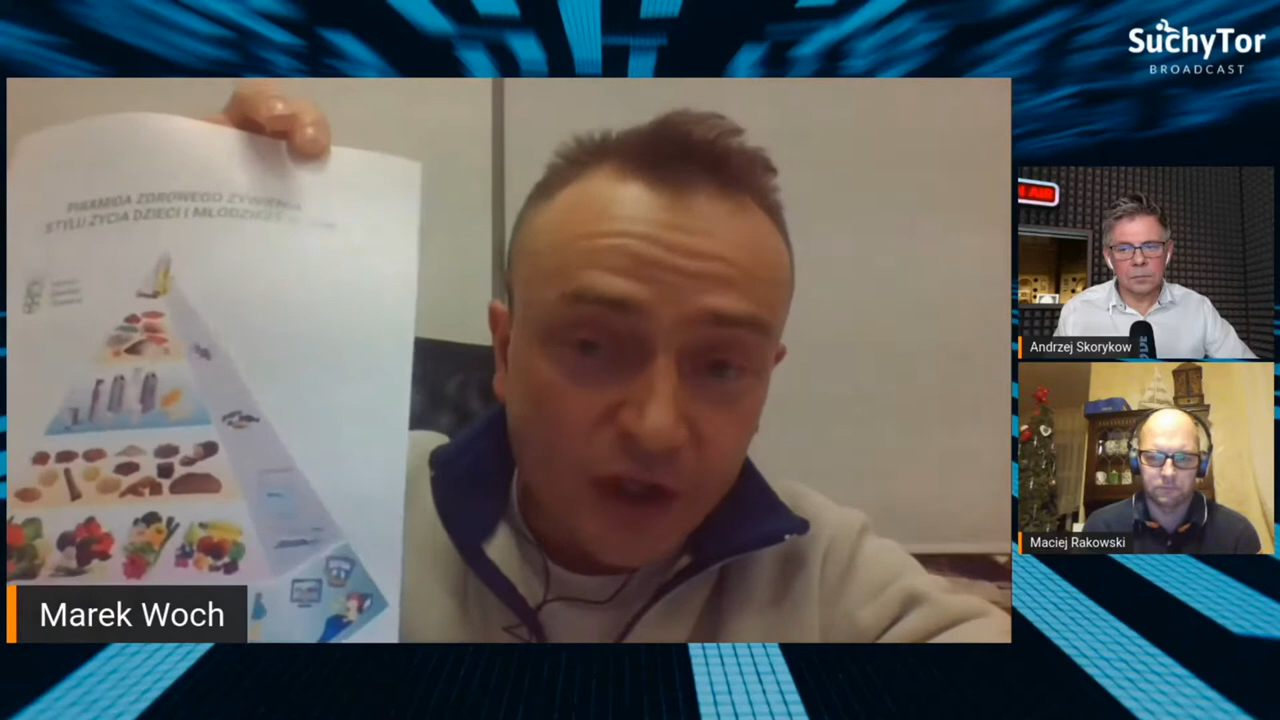 SuchyTor
BROADCAST
PIRAMIDA ZDROWEGO ŻYWIENIA
STYLU ŻYCIA DZIECI I MŁODZIEŻY
ON AIR
Andrzej Skorykow
Maciej Rakowski
Marek Woch